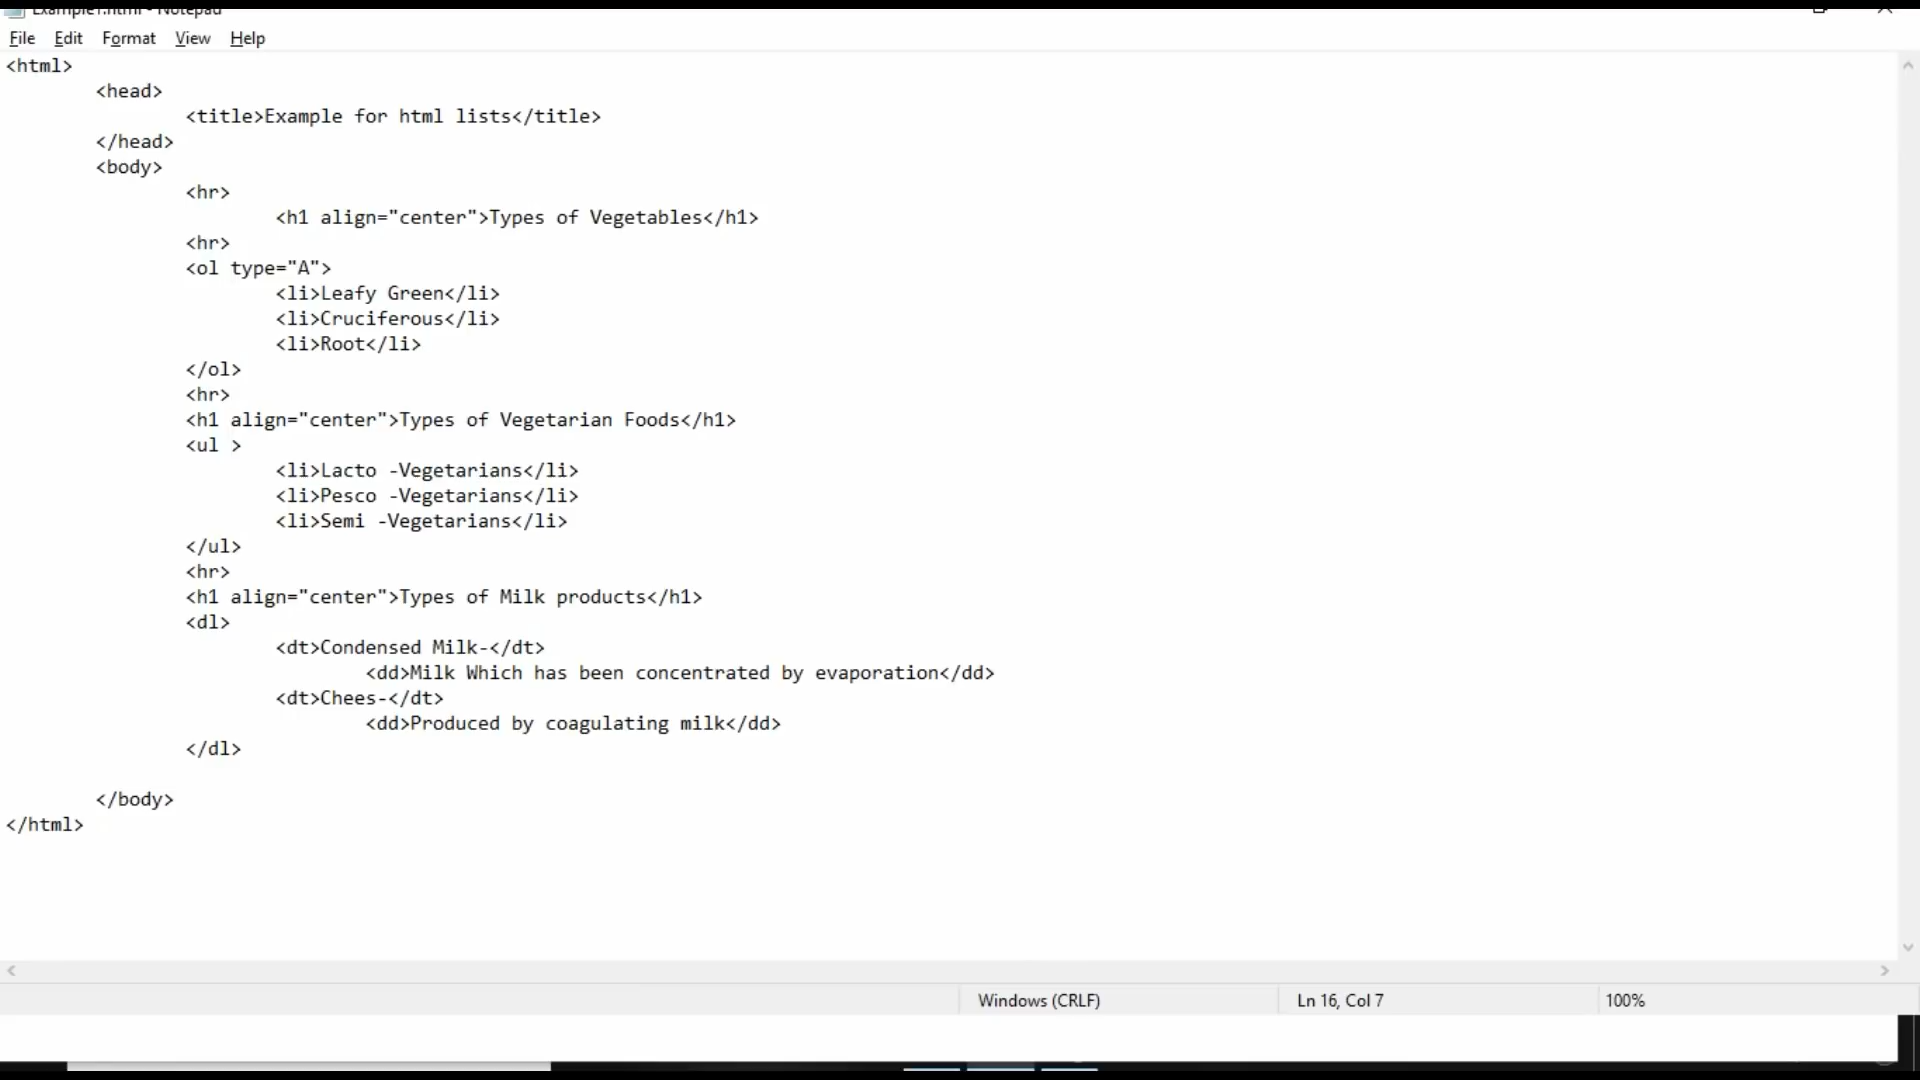 Example1.html - Notepad
File Edit Format View Help
<html>
<head>
<title>Example for html lists</title>
</head>
<body>
<hr>
<h1 align="center">Types of Vegetables</h1>
<hr>
<ol type="A">
<li>Leafy Green</li>
<li>Cruciferous</li>
<li>Root</li>
</ol>
<hr>
<h1 align="center">Types of Vegetarian Foods</h1>
<ul >
<li>Lacto -Vegetarians</li>
<li>Pesco -Vegetarians</li>
<li>Semi -Vegetarians</li>
</ul>
<hr>
<h1 align="center">Types of Milk products</h1>
<dl>
<dt>Condensed Milk-</dt>
<dd>Milk Which has been concentrated by evaporation</dd>
<dt>Chees-</dt>
<dd>Produced by coagulating milk</dd>
</dl>
</body>
</html>
Windows (CRLF) Ln 16, Col 7 100%